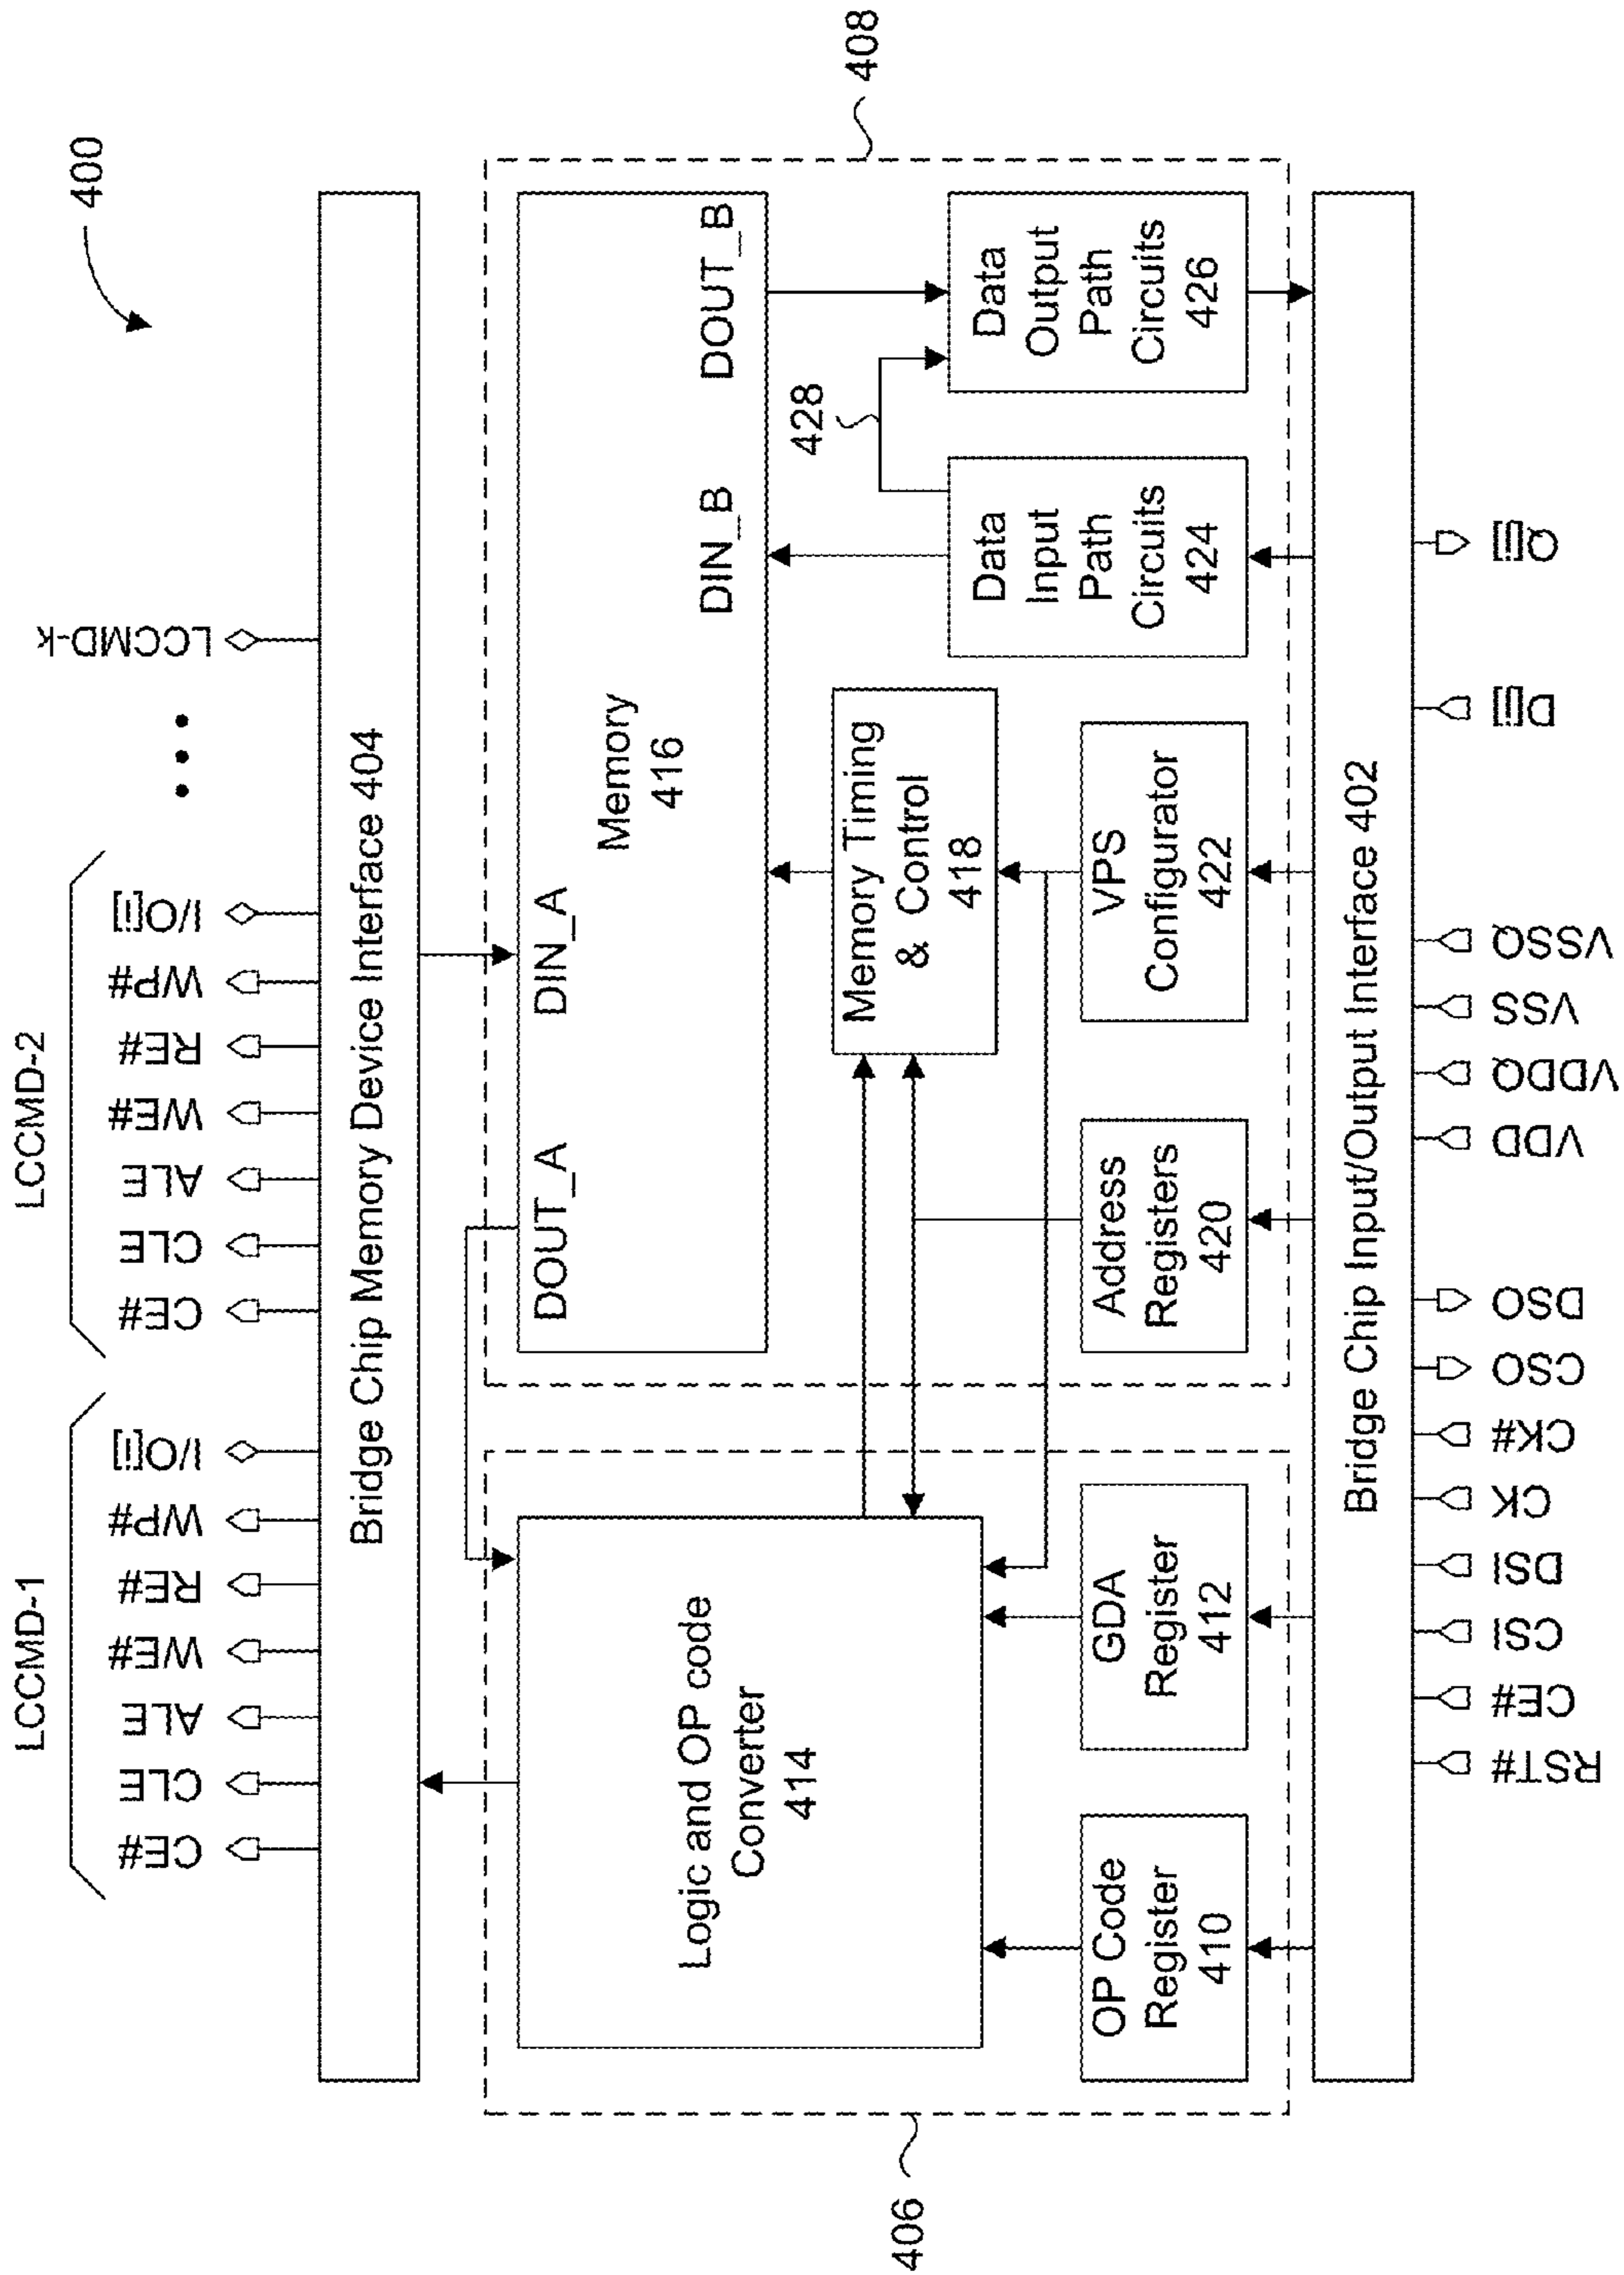 400
LCCMD-1
LCCMD-2
CE#
CLE
ALE
WE#
RE#
WP#
I/O[i]
CE#
CLE
ALE
WE#
RE#
WP#
I/O[i]
LCCMD-k
Bridge Chip Memory Device Interface 404
406
408
Logic and OP code
Converter
414
DOUT_A
DIN_A
Memory
416
DIN_B
DOUT_B
Memory Timing
& Control
418
428
OP Code
Register
410
GDA
Register
412
Address
Registers
420
VPS
Configurator
422
Data
Input
Path
Circuits
424
Data
Output
Path
Circuits
426
Bridge Chip Input/Output Interface 402
RST#
CE#
CSI
DSI
CK
CK#
CSO
DSO
VDD
VDDQ
VSS
VSSQ
D[j]
Q[j]